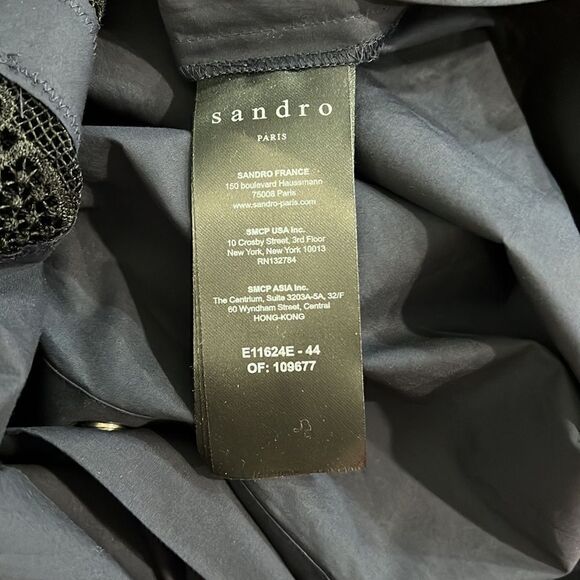 sandro
PARIS
SANDRO FRANCE
150 boulevard Haussmann
75008 Paris
www.sandro-paris.com
SMCP USA Inc.
10 Crosby Street, 3rd Floor
New York, New York 10013
RN132784
SMCP ASIA Inc.
The Centrium, Suite 3203A-5A, 32/F
60 Wyndham Street, Central
HONG-KONG
E11624E - 44
OF: 109677